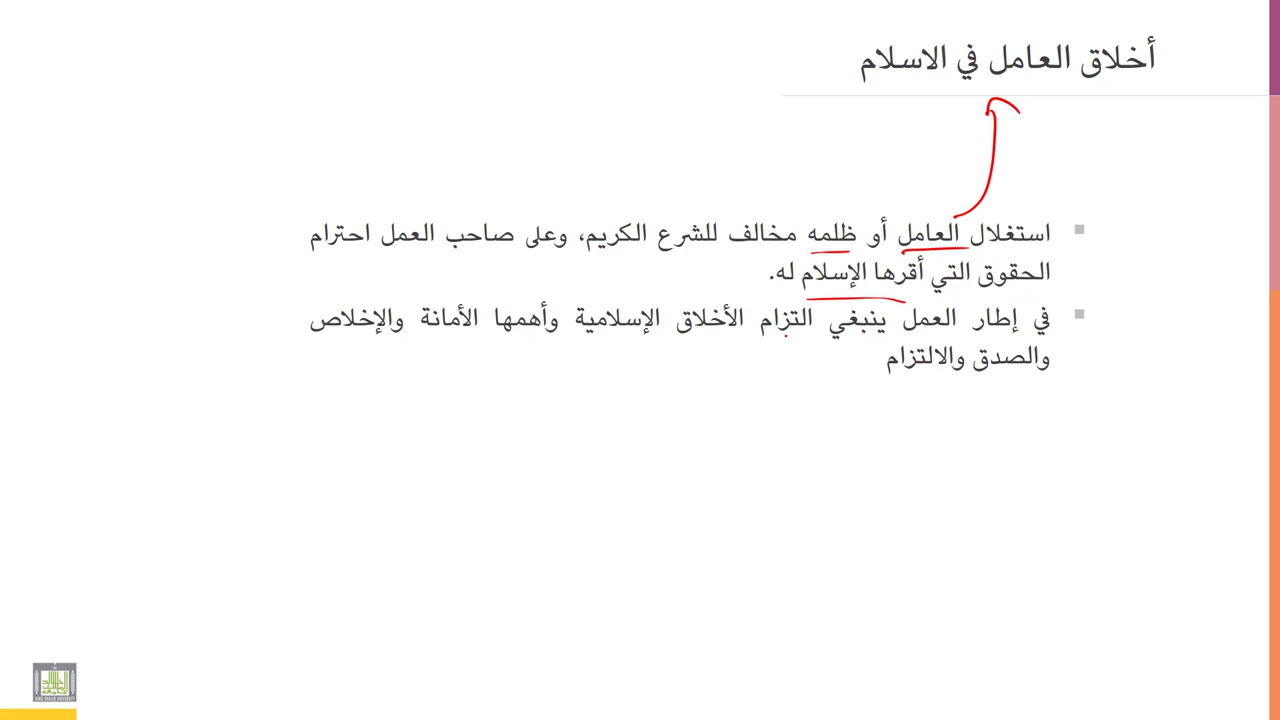 أخلاق العامل في الاسلام
استغلال العامل أو ظلمه مخالف للشرع الكريم، وعلى صاحب العمل احترام
الحقوق التي أقرها الإسلام له.
في إطار العمل ينبغي التزام الأخلاق الإسلامية وأهمها الأمانة والإخلاص
والصدق والالتزام